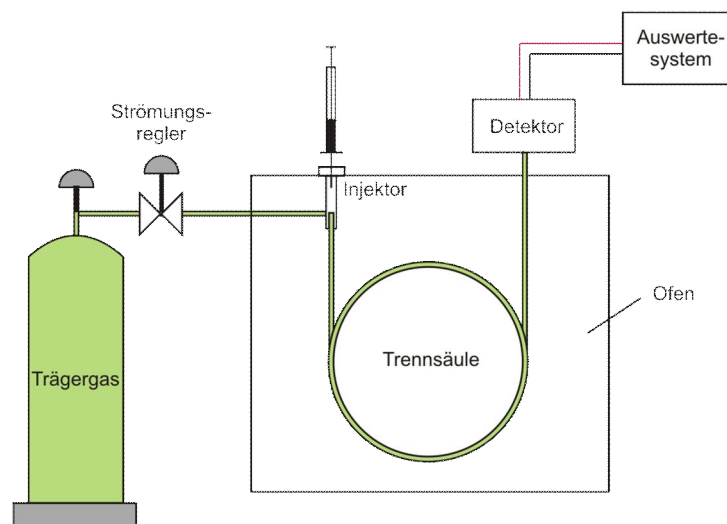 Auswerte-
system
Strömungs-
regler
Detektor
Injektor
Ofen
Trennsäule
Trägergas